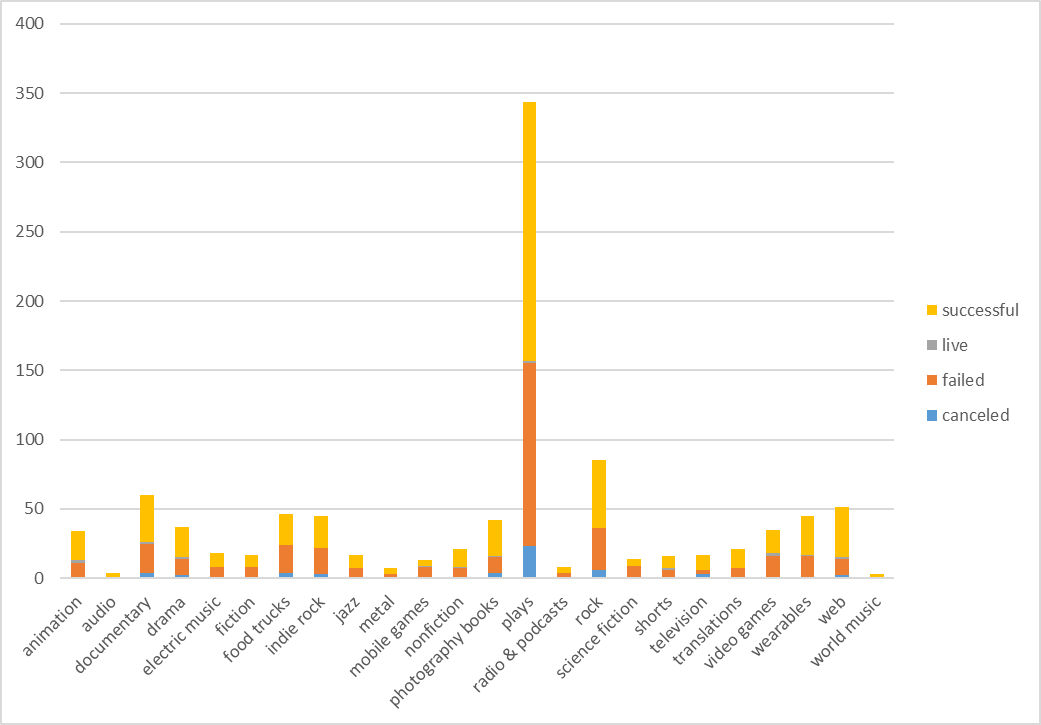 400
350
300
250
200
150
100
50
0
animation
audio
documentary
drama
electric music
fiction
food trucks
indie rock
jazz
metal
mobile games
nonfiction
photography books
plays
radio & podcasts
rock
science fiction
shorts
television
translations
video games
wearables
web
world music
successful
live
failed
canceled